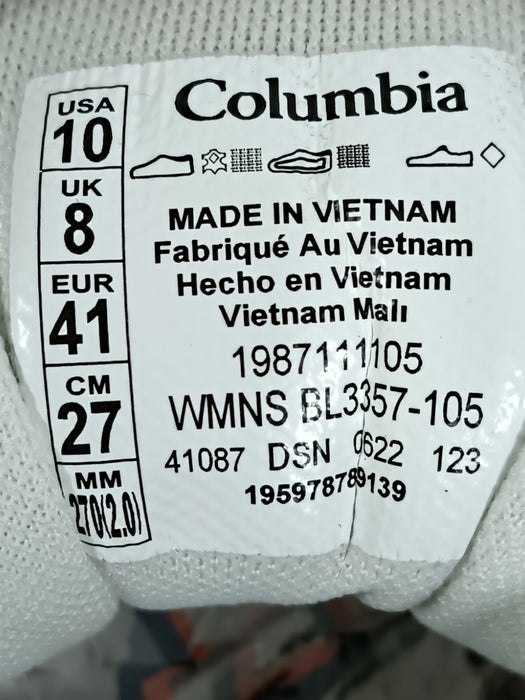 USA
10
UK
8
EUR
41
CM
27
MM
270(2.0)
Columbia
MADE IN VIETNAM
Fabriqué Au Vietnam
Hecho en Vietnam
Vietnam Malı
1987111105
WMNS BL3357-105
41087 DSN 0622 123
195978789139